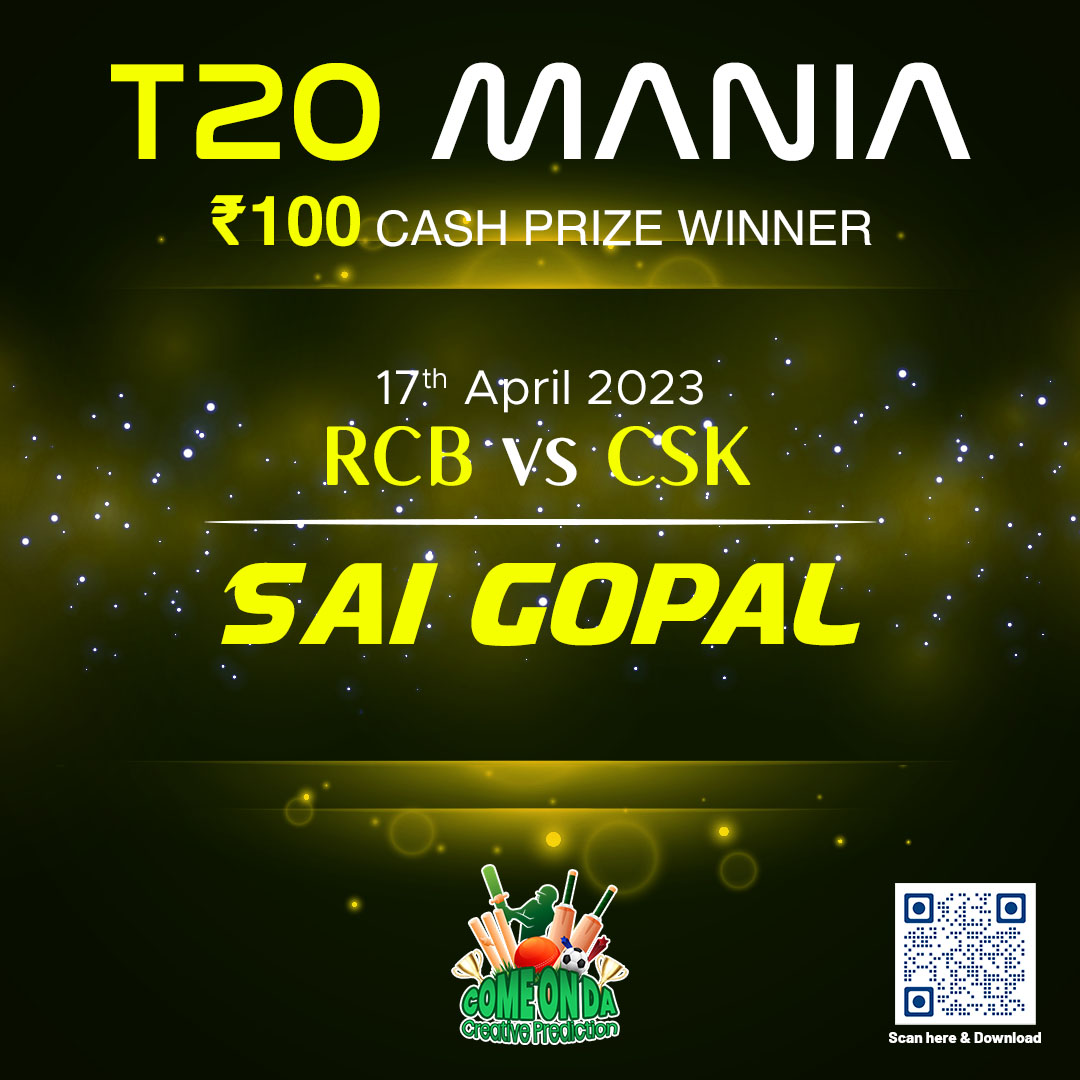 T20 MANIA
₹100 CASH PRIZE WINNER
17th April 2023
RCB vs CSK
SAI GOPAL
COME ON DA
Creative Prediction
Scan here & Download